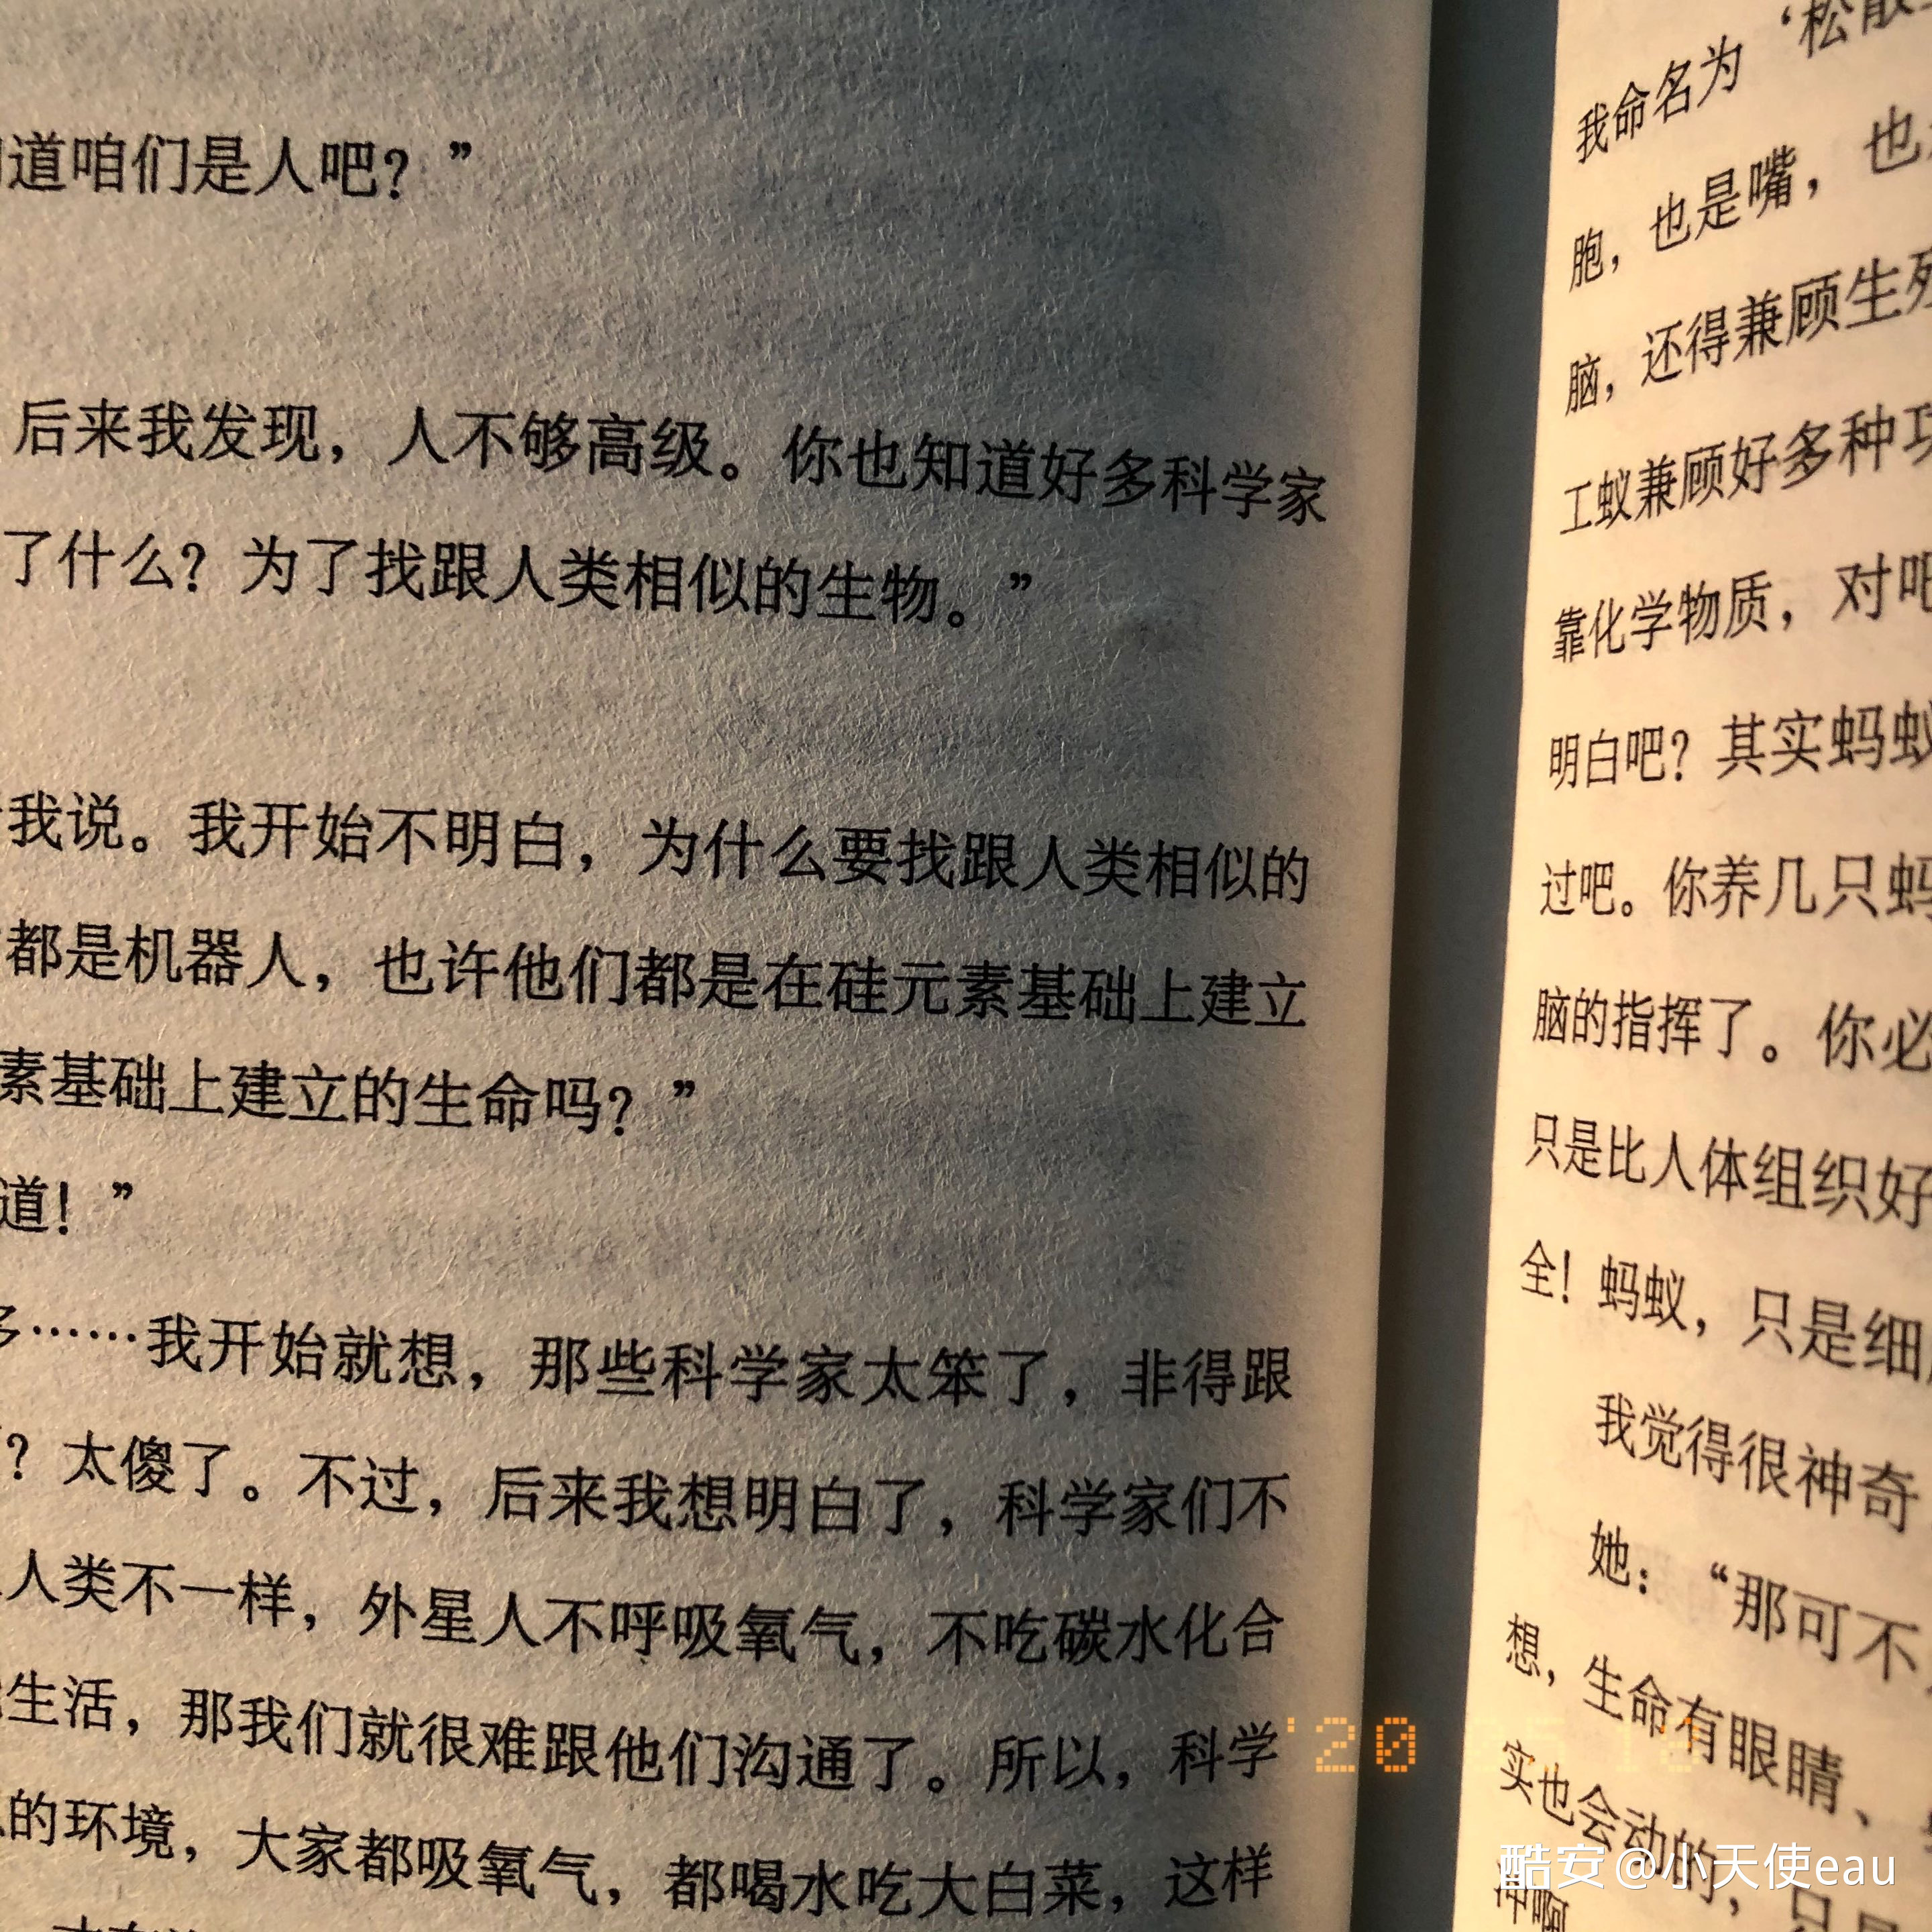 道咱们是人吧？”
后来我发现，人不够高级。你也知道好多科学家
了什么？为了找跟人类相似的生物。”
我说。我开始不明白，为什么要找跟人类相似的
都是机器人，也许他们都是在硅元素基础上建立
素基础上建立的生命吗？”
道！”
……我开始就想，那些科学家太笨了，非得跟
？太傻了。不过，后来我想明白了，科学家们不
人类不一样，外星人不呼吸氧气，不吃碳水化合
生活，那我们就很难跟他们沟通了。所以，科学
的环境，大家都吸氧气，都喝水吃大白菜，这样
我命名为‘松散
胞，也是嘴，也
脑，还得兼顾生
工蚁兼顾好多种
靠化学物质，对吧
明白吧？其实蚂蚁
过吧。你养几只蚂
脑的指挥了。你必
只是比人体组织好
全！蚂蚁，只是细
我觉得很神奇
她：“那可不
想，生命有眼睛、
实也会动的，只是
'20
酷安@小天使eau